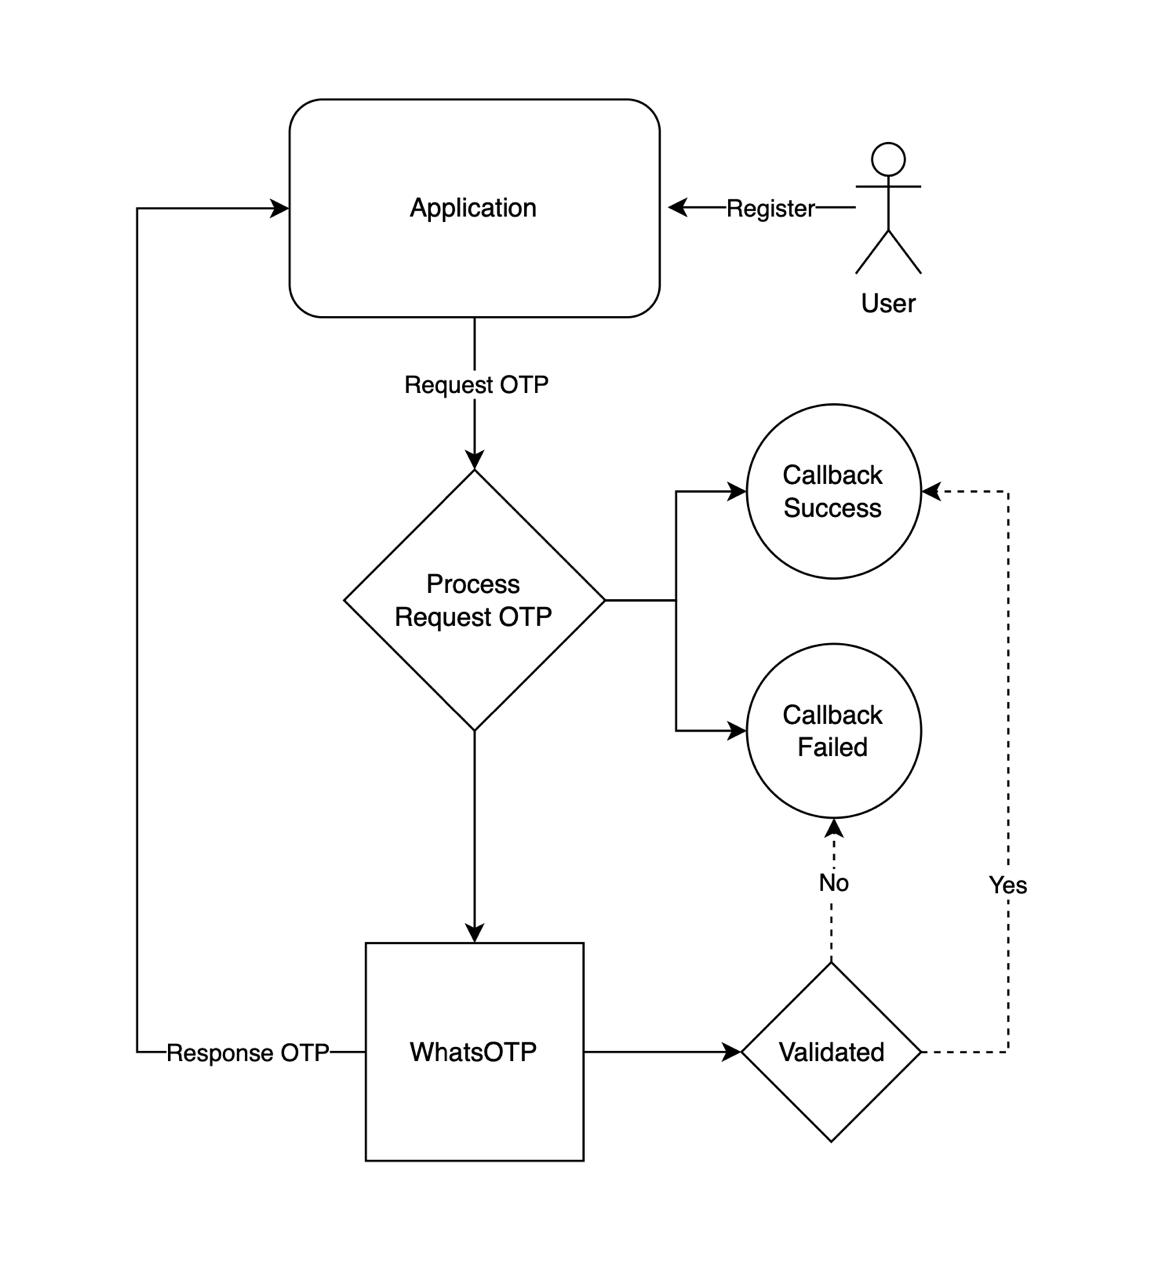 Application
Register
User
Request OTP
Callback
Success
Process
Request OTP
Callback
Failed
No
Yes
Response OTP
WhatsOTP
Validated